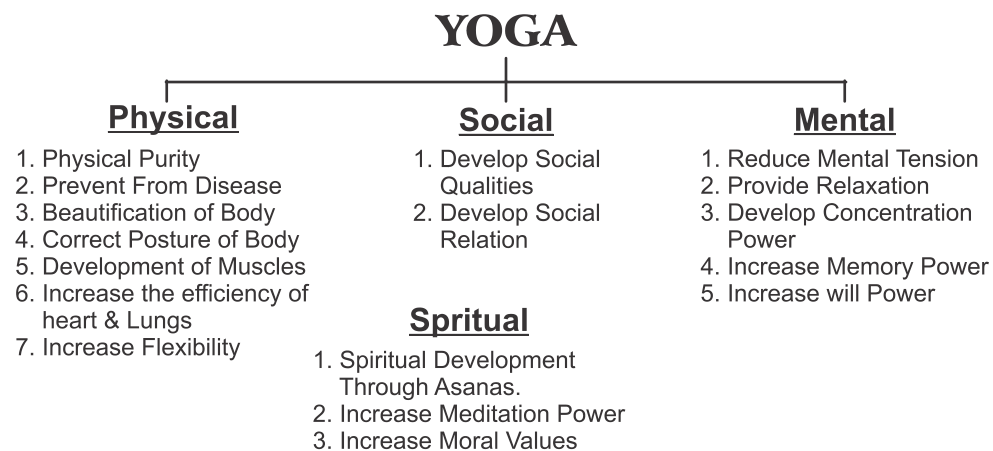 YOGA
Physical
1. Physical Purity
2. Prevent From Disease
3. Beautification of Body
4. Correct Posture of Body
5. Development of Muscles
6. Increase the efficiency of
heart & Lungs
7. Increase Flexibility
Social
1. Develop Social
Qualities
2. Develop Social
Relation
Mental
1. Reduce Mental Tension
2. Provide Relaxation
3. Develop Concentration
Power
4. Increase Memory Power
5. Increase will Power
Spritual
1. Spiritual Development
Through Asanas.
2. Increase Meditation Power
3. Increase Moral Values